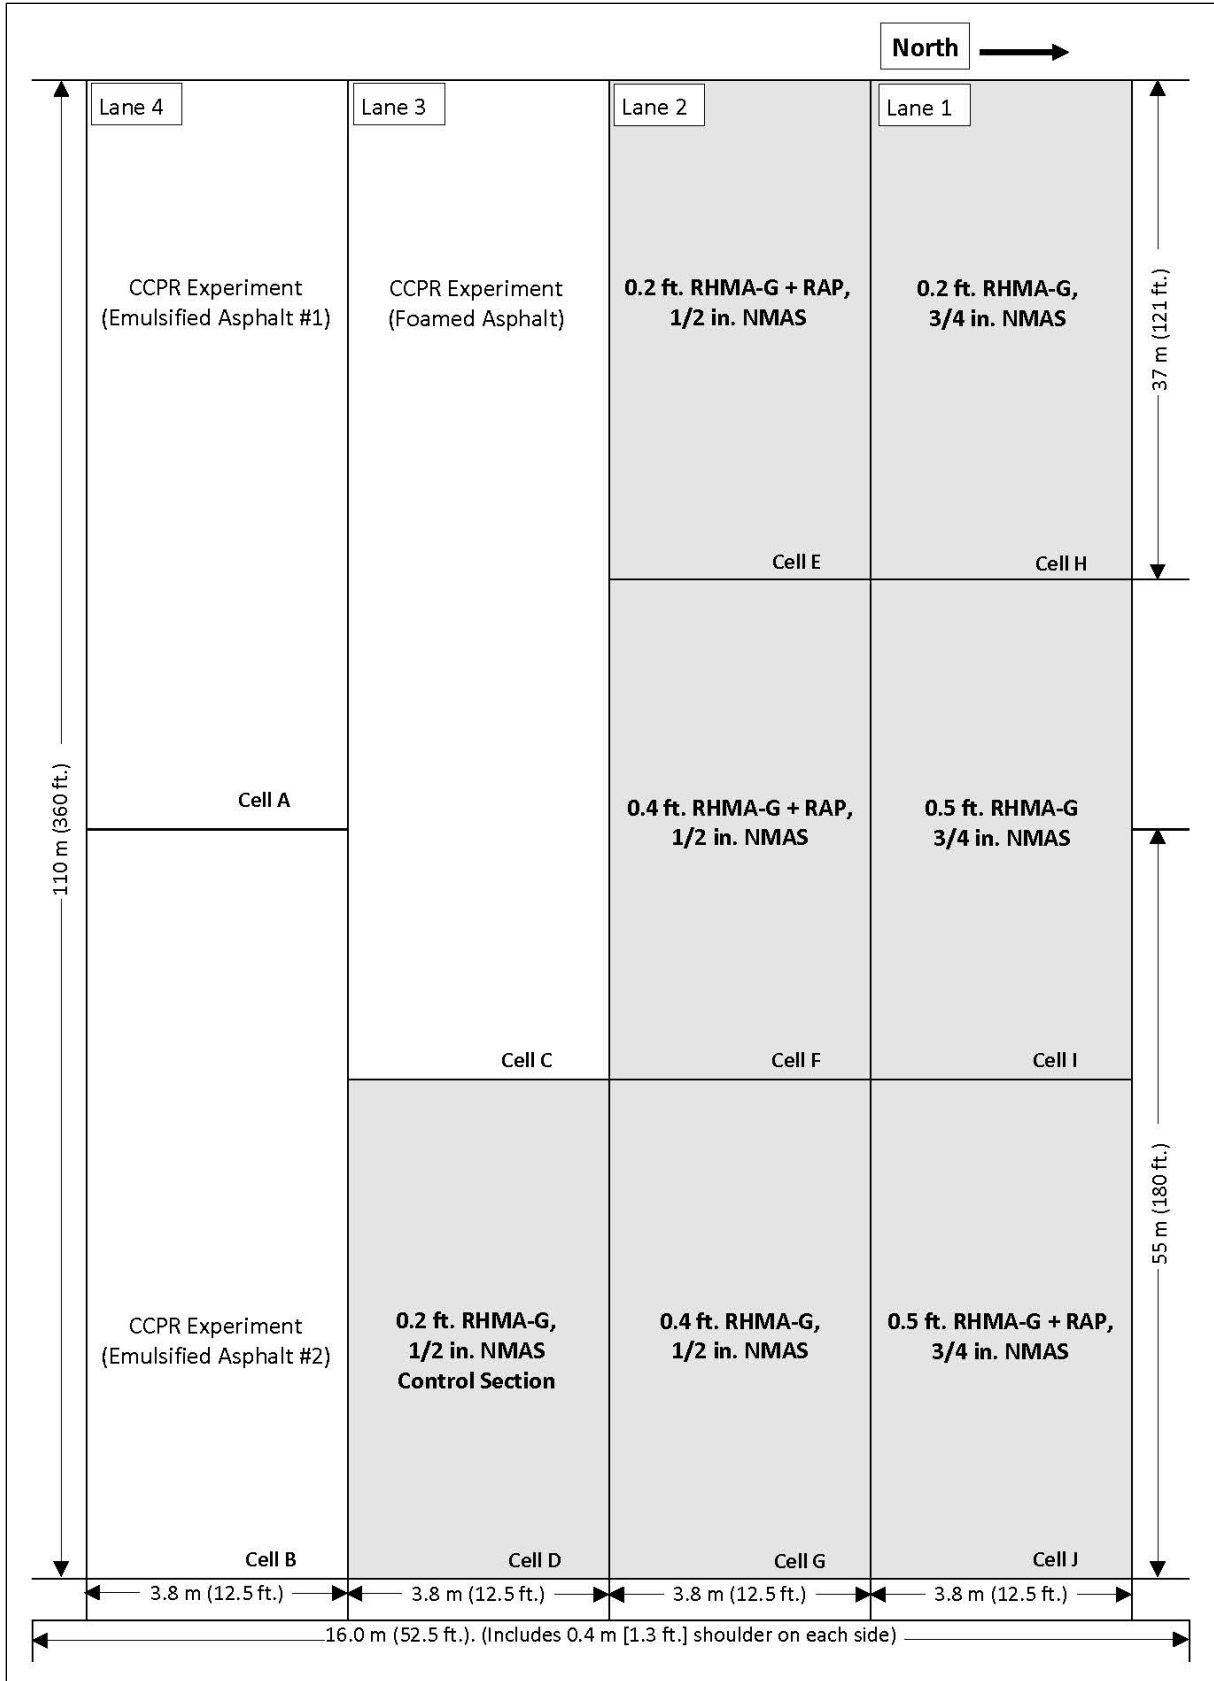 North
Lane 4
Lane 3
Lane 2
Lane 1
CCPR Experiment
(Emulsified Asphalt #1)
CCPR Experiment
(Foamed Asphalt)
0.2 ft. RHMA-G + RAP,
1/2 in. NMAS
0.2 ft. RHMA-G,
3/4 in. NMAS
37 m (121 ft.)
Cell E
Cell H
Cell A
110 m (360 ft.)
0.4 ft. RHMA-G + RAP,
1/2 in. NMAS
0.5 ft. RHMA-G
3/4 in. NMAS
Cell C
Cell F
Cell I
55 m (180 ft.)
CCPR Experiment
(Emulsified Asphalt #2)
0.2 ft. RHMA-G,
1/2 in. NMAS
Control Section
0.4 ft. RHMA-G,
1/2 in. NMAS
0.5 ft. RHMA-G + RAP,
3/4 in. NMAS
Cell B
Cell D
Cell G
Cell J
3.8 m (12.5 ft.)
3.8 m (12.5 ft.)
3.8 m (12.5 ft.)
3.8 m (12.5 ft.)
16.0 m (52.5 ft.). (Includes 0.4 m [1.3 ft.] shoulder on each side)